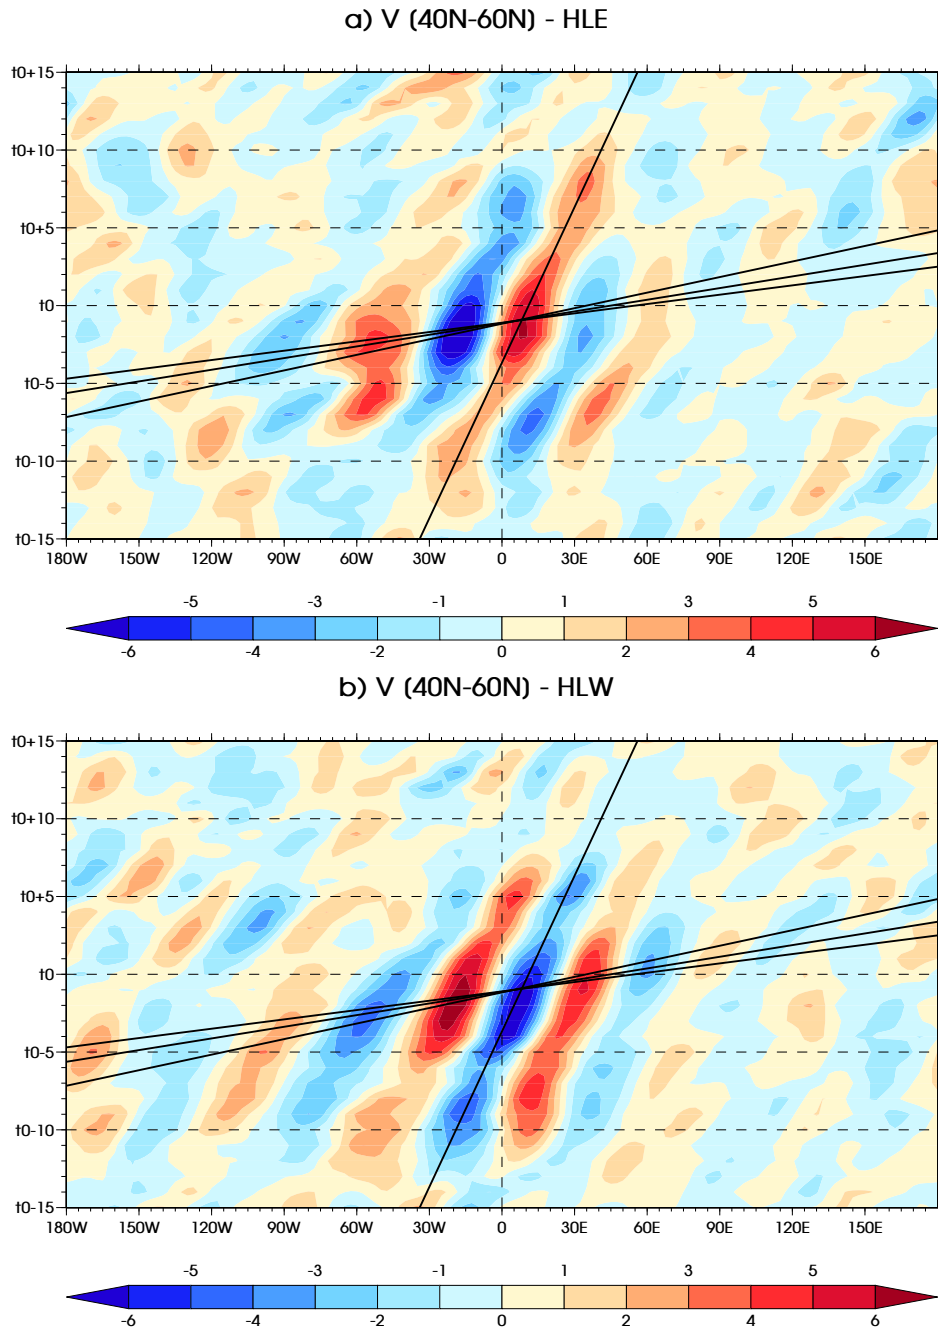 a) V (40N-60N) - HLE
t0+15
t0+10
t0+5
t0
t0-5
t0-10
t0-15
180W 150W 120W 90W 60W 30W 0 30E 60E 90E 120E 150E
-5 -3 -1 1 3 5
-6 -4 -2 0 2 4 6
b) V (40N-60N) - HLW
t0+15
t0+10
t0+5
t0
t0-5
t0-10
t0-15
180W 150W 120W 90W 60W 30W 0 30E 60E 90E 120E 150E
-5 -3 -1 1 3 5
-6 -4 -2 0 2 4 6